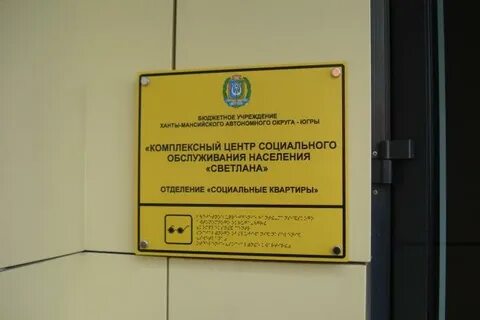 БЮДЖЕТНОЕ УЧРЕЖДЕНИЕ
ХАНТЫ-МАНСИЙСКОГО АВТОНОМНОГО ОКРУГА - ЮГРЫ
«КОМПЛЕКСНЫЙ ЦЕНТР СОЦИАЛЬНОГО
ОБСЛУЖИВАНИЯ НАСЕЛЕНИЯ
«СВЕТЛАНА»
ОТДЕЛЕНИЕ «СОЦИАЛЬНЫЕ КВАРТИРЫ»